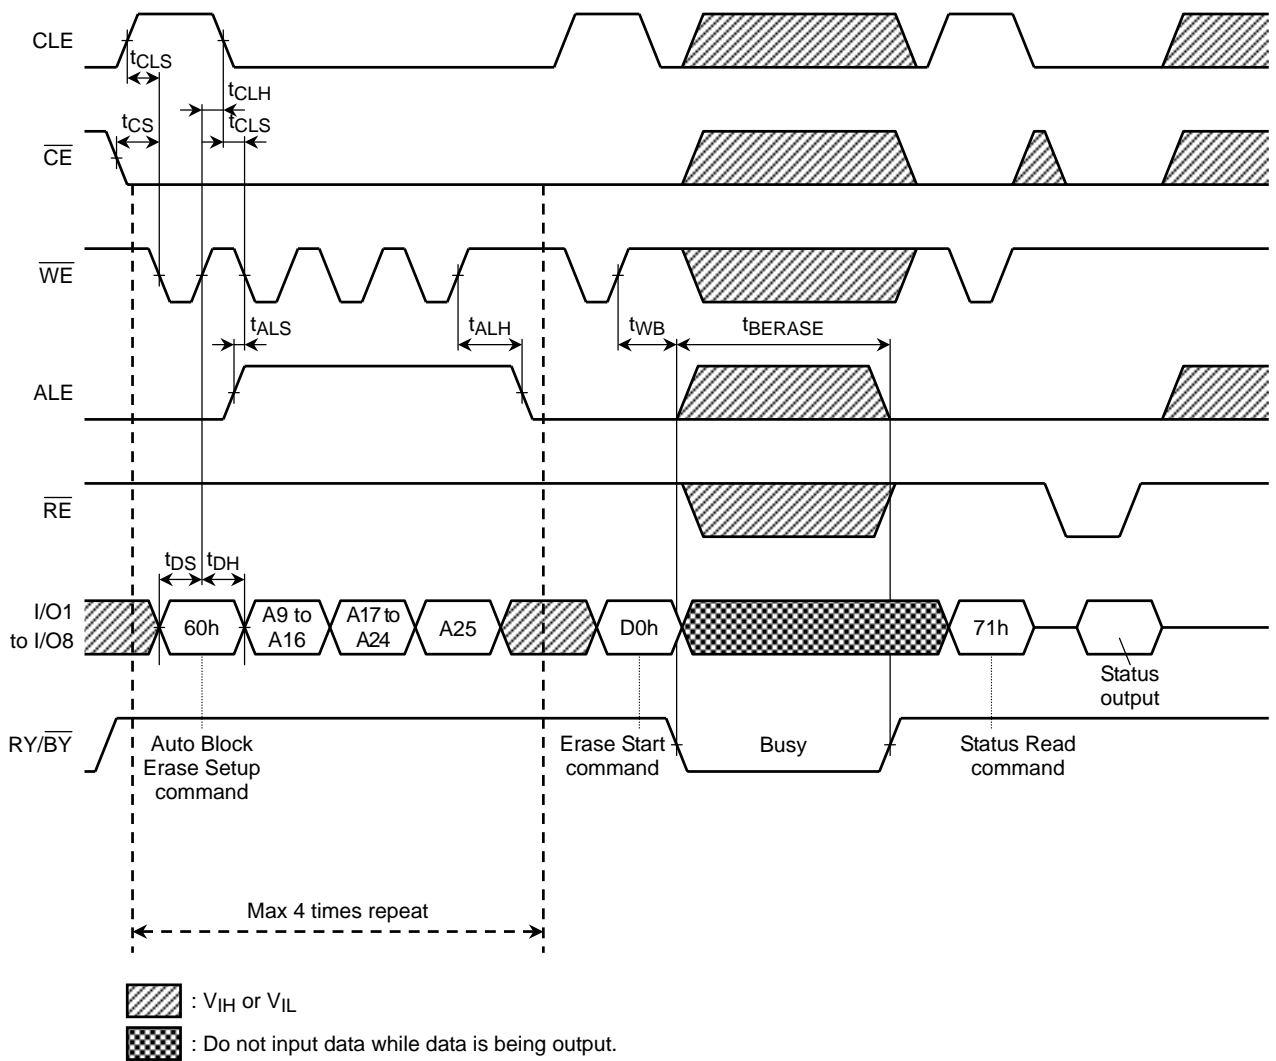 CLE
tCLS
tCLH
tCS
tCLS
CE
WE
tALS
tALH
tWB
tBERASE
ALE
RE
tDS
tDH
I/O1
to I/O8
60h
A9 to
A16
A17 to
A24
A25
D0h
71h
Status
output
RY/BY
Auto Block
Erase Setup
command
Erase Start
command
Busy
Status Read
command
Max 4 times repeat
: VIH or VIL
: Do not input data while data is being output.